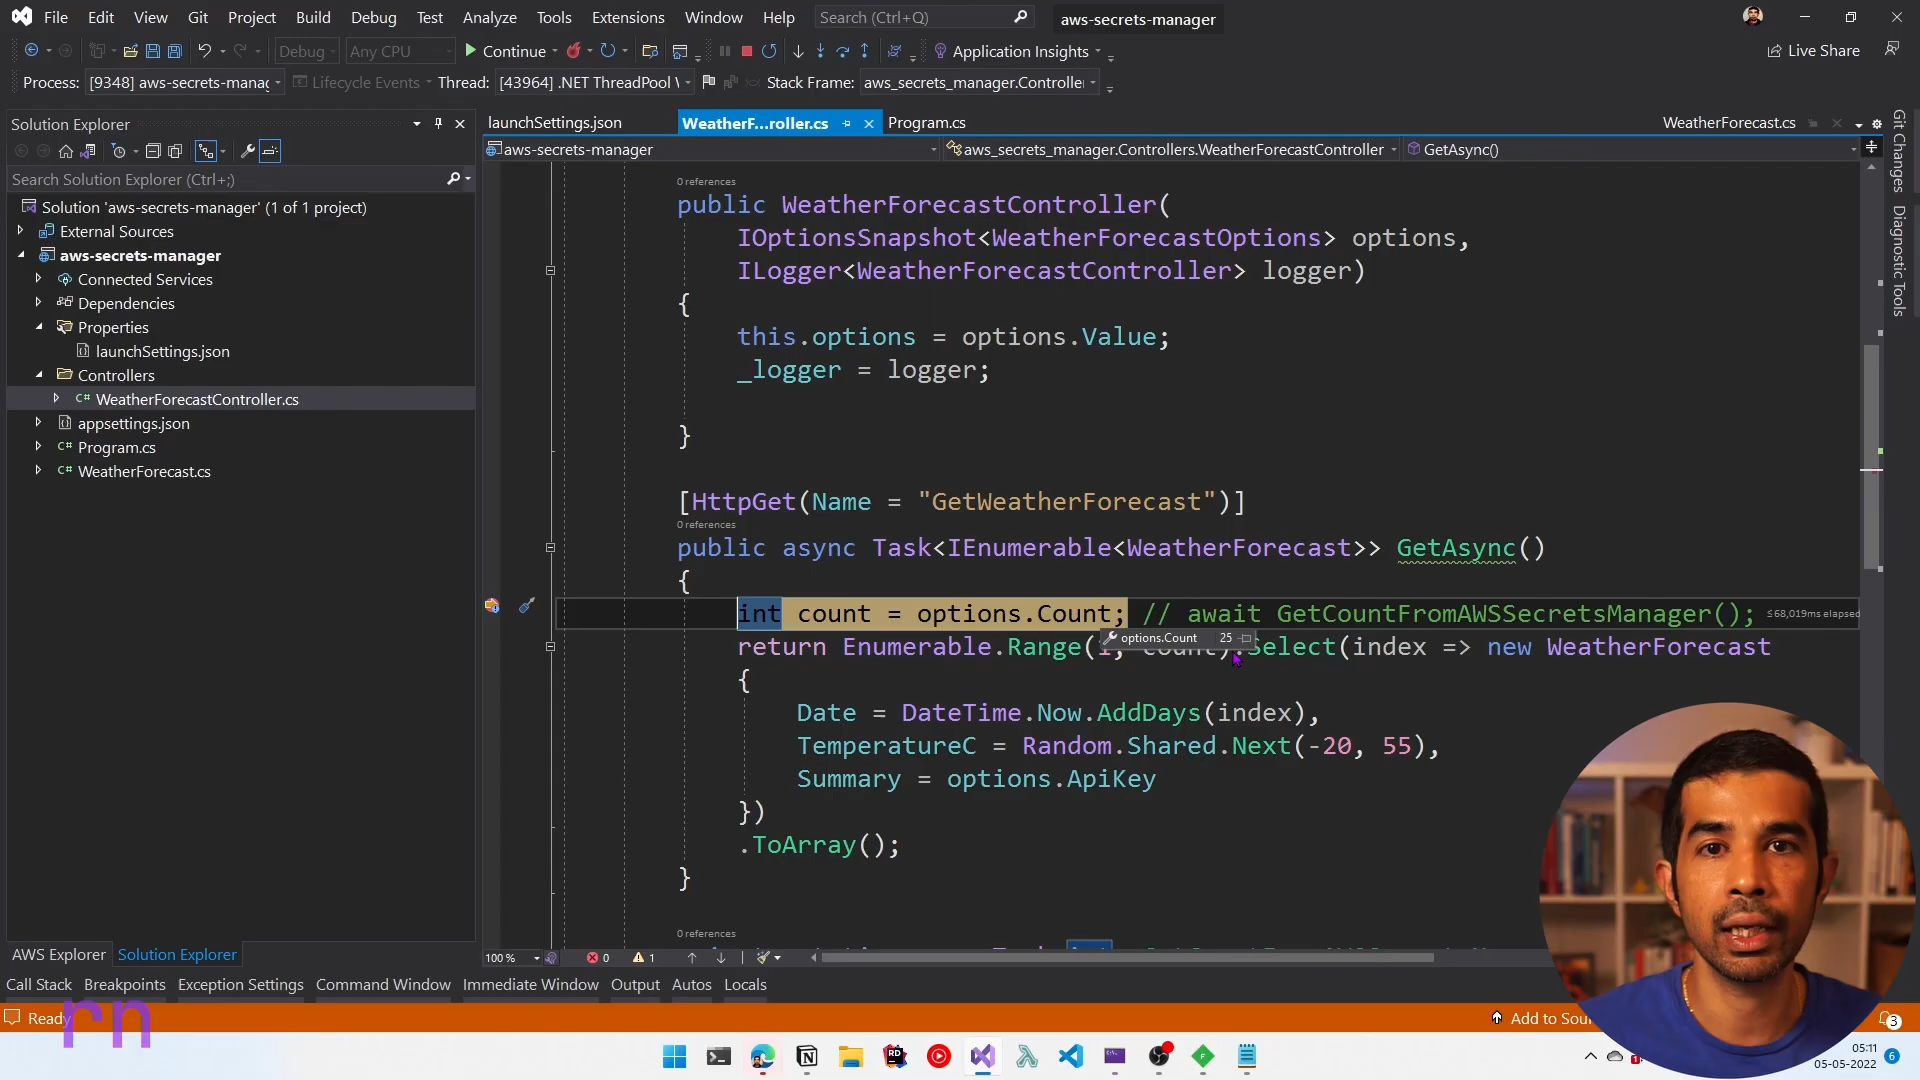 File Edit View Git Project Build Debug Test Analyze Tools Extensions Window Help Search (Ctrl+Q) aws-secrets-manager
Debug Any CPU Continue Application Insights Live Share
Process: [9348] aws-secrets-manag Lifecycle Events Thread: [43964] .NET ThreadPool Stack Frame: aws_secrets_manager.Controlle
Solution Explorer
launchSettings.json WeatherF...roller.cs Program.cs WeatherForecast.cs
aws-secrets-manager aws_secrets_manager.Controllers.WeatherForecastController GetAsync()
Search Solution Explorer (Ctrl+;)
Solution 'aws-secrets-manager' (1 of 1 project)
External Sources
aws-secrets-manager
Connected Services
Dependencies
Properties
launchSettings.json
Controllers
C# WeatherForecastController.cs
appsettings.json
C# Program.cs
C# WeatherForecast.cs
0 references
public WeatherForecastController(
IOptionsSnapshot<WeatherForecastOptions> options,
ILogger<WeatherForecastController> logger)
{
this.options = options.Value;
_logger = logger;
}
[HttpGet(Name = "GetWeatherForecast")]
0 references
public async Task<IEnumerable<WeatherForecast>> GetAsync()
{
int count = options.Count; // await GetCountFromAWSSecretsManager(); ≤68,019ms elapsed
options.Count 25
return Enumerable.Range(1, count).Select(index => new WeatherForecast
{
Date = DateTime.Now.AddDays(index),
TemperatureC = Random.Shared.Next(-20, 55),
Summary = options.ApiKey
})
.ToArray();
}
0 references
Git Changes
Diagnostic Tools
AWS Explorer Solution Explorer
100 % 0 1
Call Stack Breakpoints Exception Settings Command Window Immediate Window Output Autos Locals
Ready Add to Sou 3
rn
05:11
05-05-2022
6